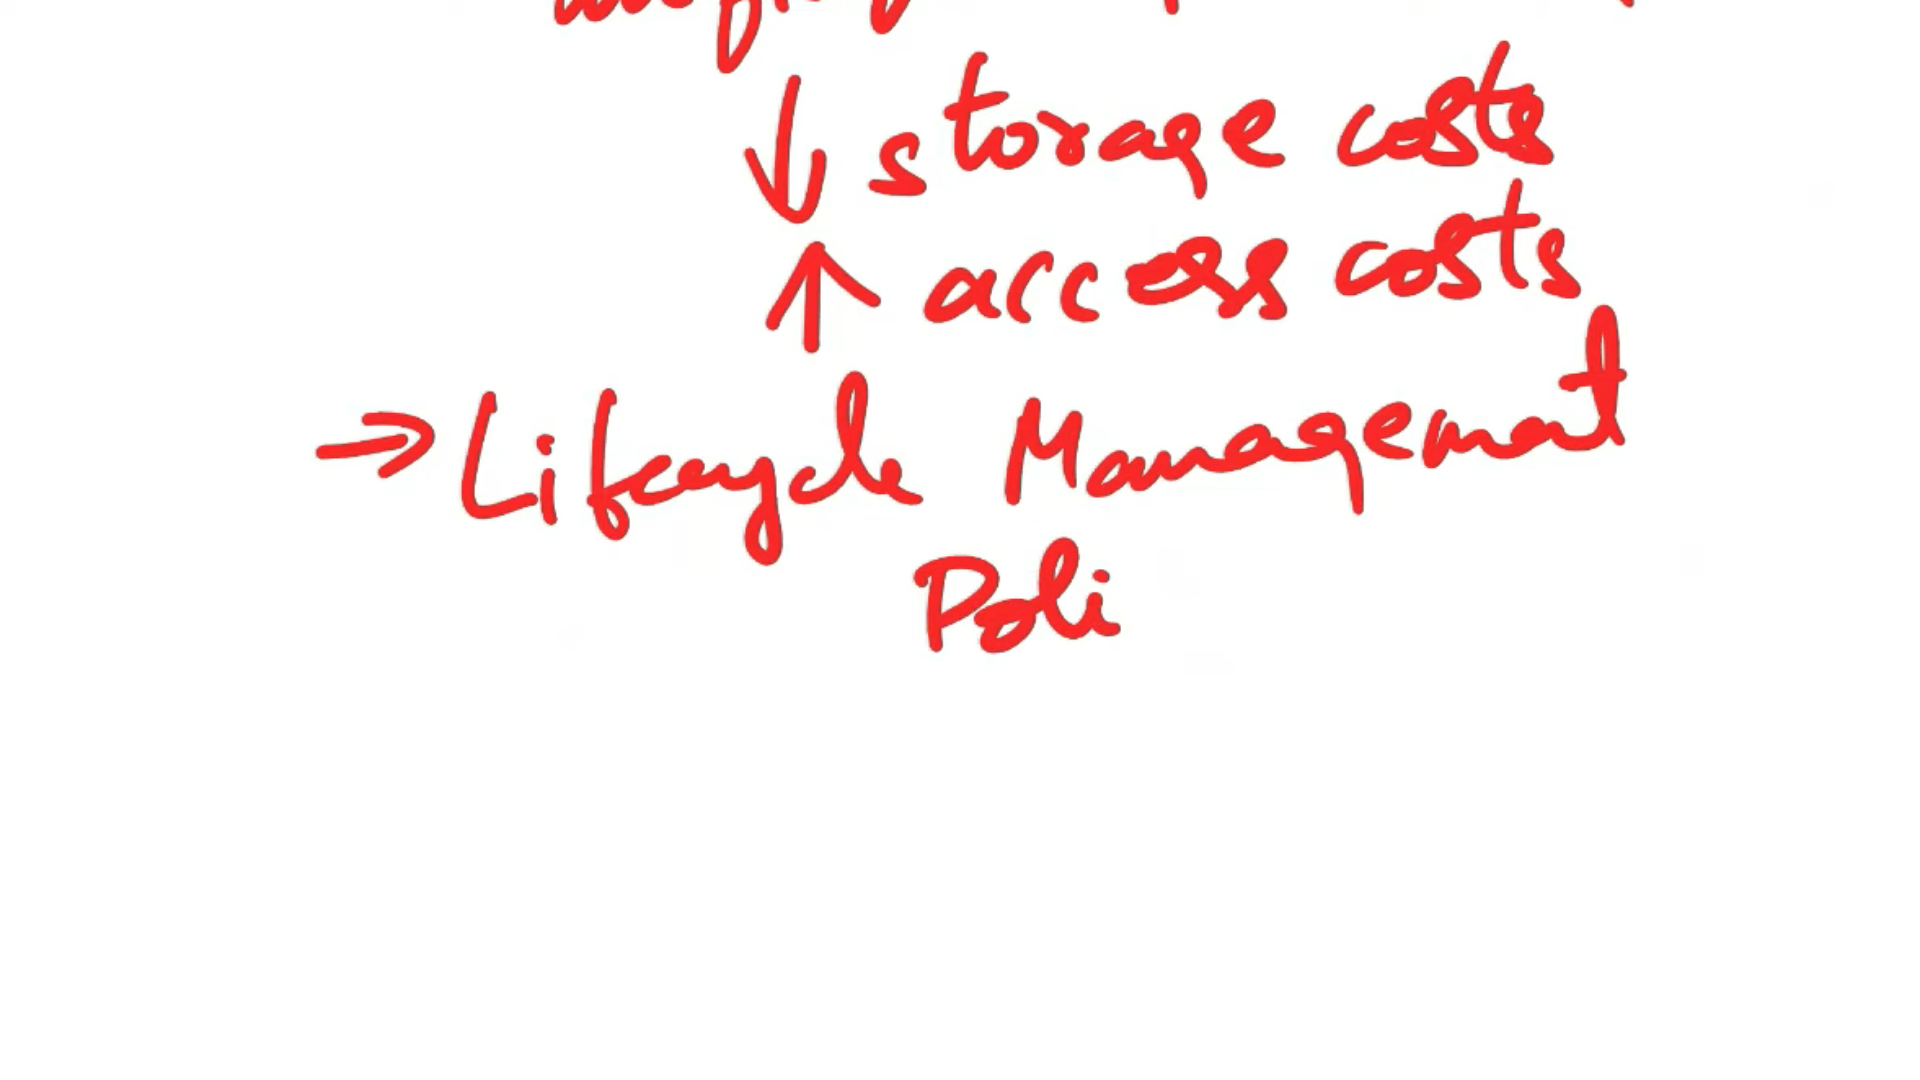 ↓ storage costs
↑ access costs
→ Lifecycle Management
Poli